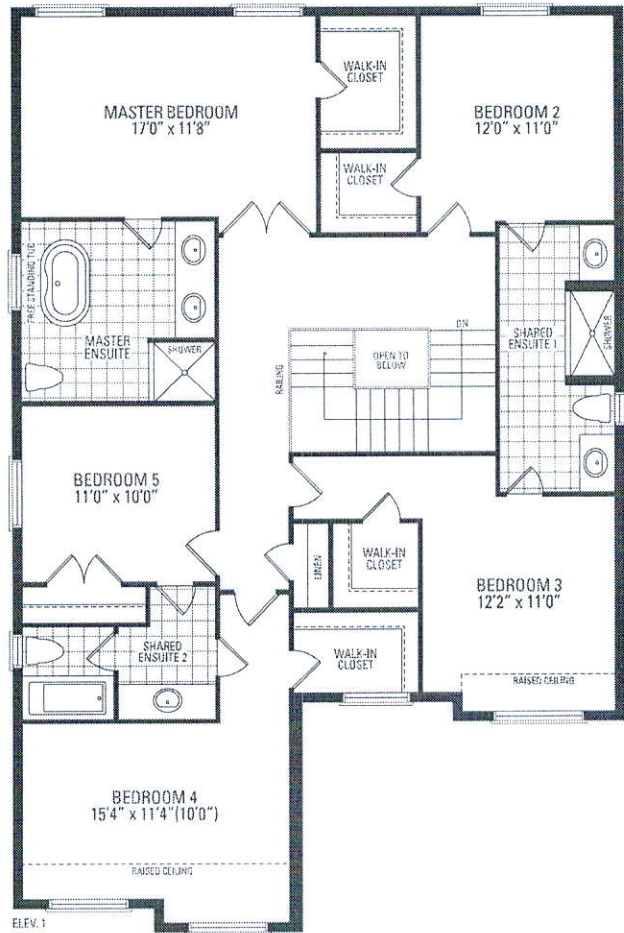 WALK-IN
CLOSET
MASTER BEDROOM
17'0" x 11'8"
BEDROOM 2
12'0" x 11'0"
WALK-IN
CLOSET
FREE STANDING TUB
MASTER
ENSUITE
SHOWER
RAILING
OPEN TO
BELOW
DN
SHARED
ENSUITE 1
SHOWER
BEDROOM 5
11'0" x 10'0"
LINEN
WALK-IN
CLOSET
BEDROOM 3
12'2" x 11'0"
SHARED
ENSUITE 2
WALK-IN
CLOSET
RAISED CEILING
BEDROOM 4
15'4" x 11'4"(10'0")
RAISED CEILING
ELEV. 1